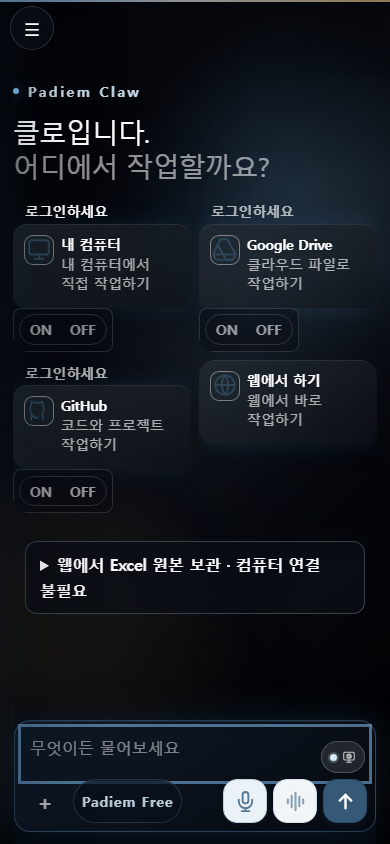 Padiem Claw
클로입니다.
어디에서 작업할까요?
로그인하세요
내 컴퓨터
내 컴퓨터에서
직접 작업하기
ON OFF
로그인하세요
Google Drive
클라우드 파일로
작업하기
ON OFF
로그인하세요
GitHub
코드와 프로젝트
작업하기
ON OFF
웹에서 하기
웹에서 바로
작업하기
▶ 웹에서 Excel 원본 보관 · 컴퓨터 연결
불필요
무엇이든 물어보세요
+ Padiem Free